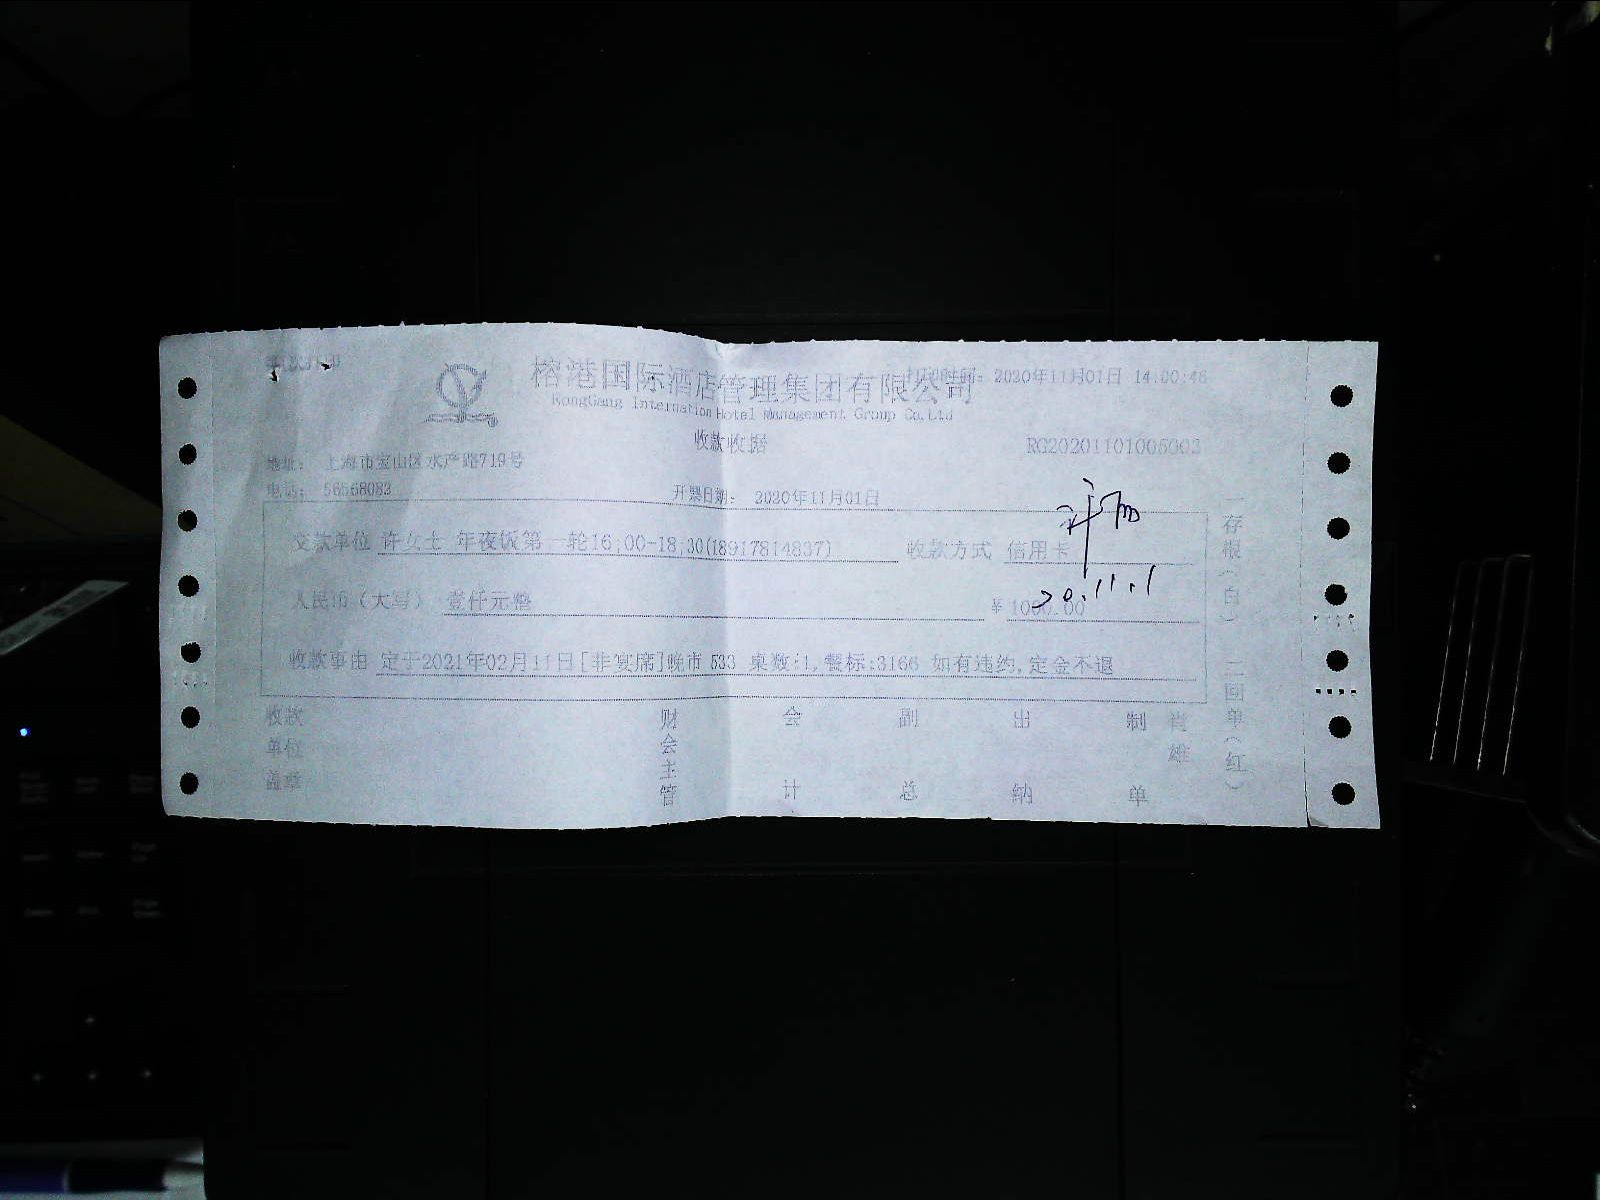 榕港国际酒店管理集团有限公司
打印时间：2020年11月01日 14:00:46
RongGang Internation Hotel Management Group Co,Ltd
收款收据
RG20201101005003
地址： 上海市宝山区水产路719号
电话： 56568083
开票日期： 2020年11月01日
交款单位 许女士 年夜饭第一轮16:00-18:30(18917814837) 收款方式 信用卡
人民币（大写） 壹仟元整 ￥1000.00
20.11.1
收款事由 定于2021年02月11日[非宴席]晚市 533 桌数:1,餐标:3166 如有违约,定金不退
收款单位盖章 财会主管 会计 副总 出纳 制单 肖雄
一存根（白） 二回单（红）